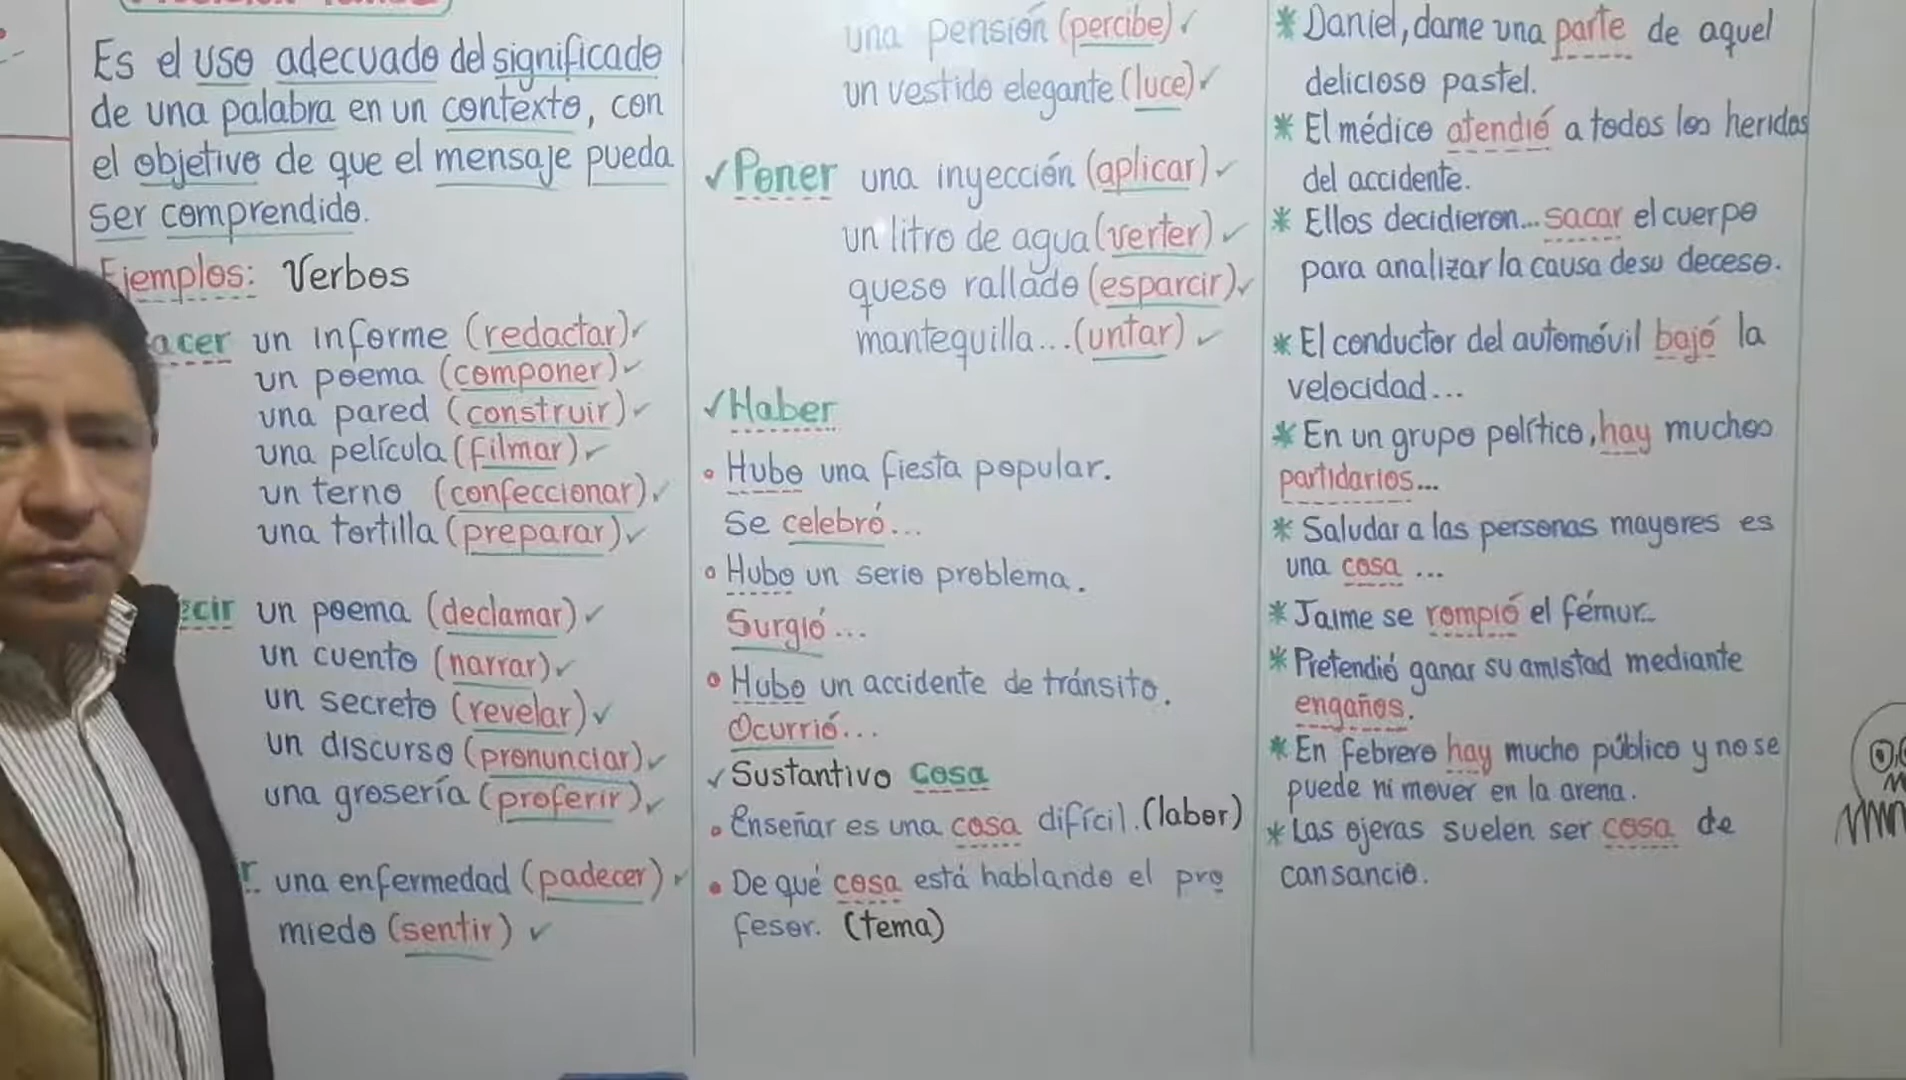 Es el uso adecuado del significado
de una palabra en un contexto, con
el objetivo de que el mensaje pueda
ser comprendido.
Ejemplos: Verbos
acer un informe (redactar)✓
un poema (componer)✓
una pared (construir)✓
una película (filmar)✓
un terno (confeccionar)✓
una tortilla (preparar)✓
ecir un poema (declamar)✓
un cuento (narrar)✓
un secreto (revelar)✓
un discurso (pronunciar)✓
una grosería (proferir)✓
r una enfermedad (padecer)✓
miedo (sentir)✓
una pensión (percibe)✓
un vestido elegante (luce)✓
✓Poner una inyección (aplicar)✓
un litro de agua (verter)✓
queso rallado (esparcir)✓
mantequilla...(untar)✓
✓Haber
• Hubo una fiesta popular.
Se celebró...
• Hubo un serio problema.
Surgió...
• Hubo un accidente de tránsito.
Ocurrió...
✓Sustantivo Cosa
• Enseñar es una cosa difícil. (labor)
• De qué cosa está hablando el pro
fesor. (tema)
* Daniel, dame una parte de aquel
delicioso pastel.
* El médico atendió a todos los heridos
del accidente.
* Ellos decidieron... sacar el cuerpo
para analizar la causa de su deceso.
* El conductor del automóvil bajó la
velocidad...
* En un grupo político, hay muchos
partidarios...
* Saludar a las personas mayores es
una cosa ...
* Jaime se rompió el fémur...
* Pretendió ganar su amistad mediante
engaños.
* En febrero hay mucho público y no se
puede ni mover en la arena.
* Las ojeras suelen ser cosa de
cansancio.